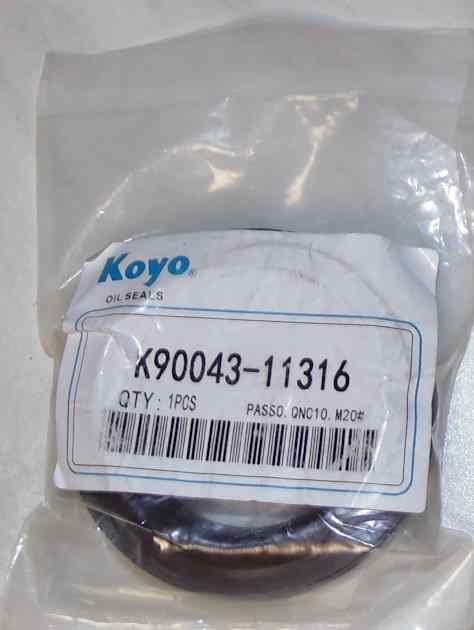 Koyo®
OIL SEALS
K90043-11316
QTY: 1PCS PASSO.QNC10.M20#